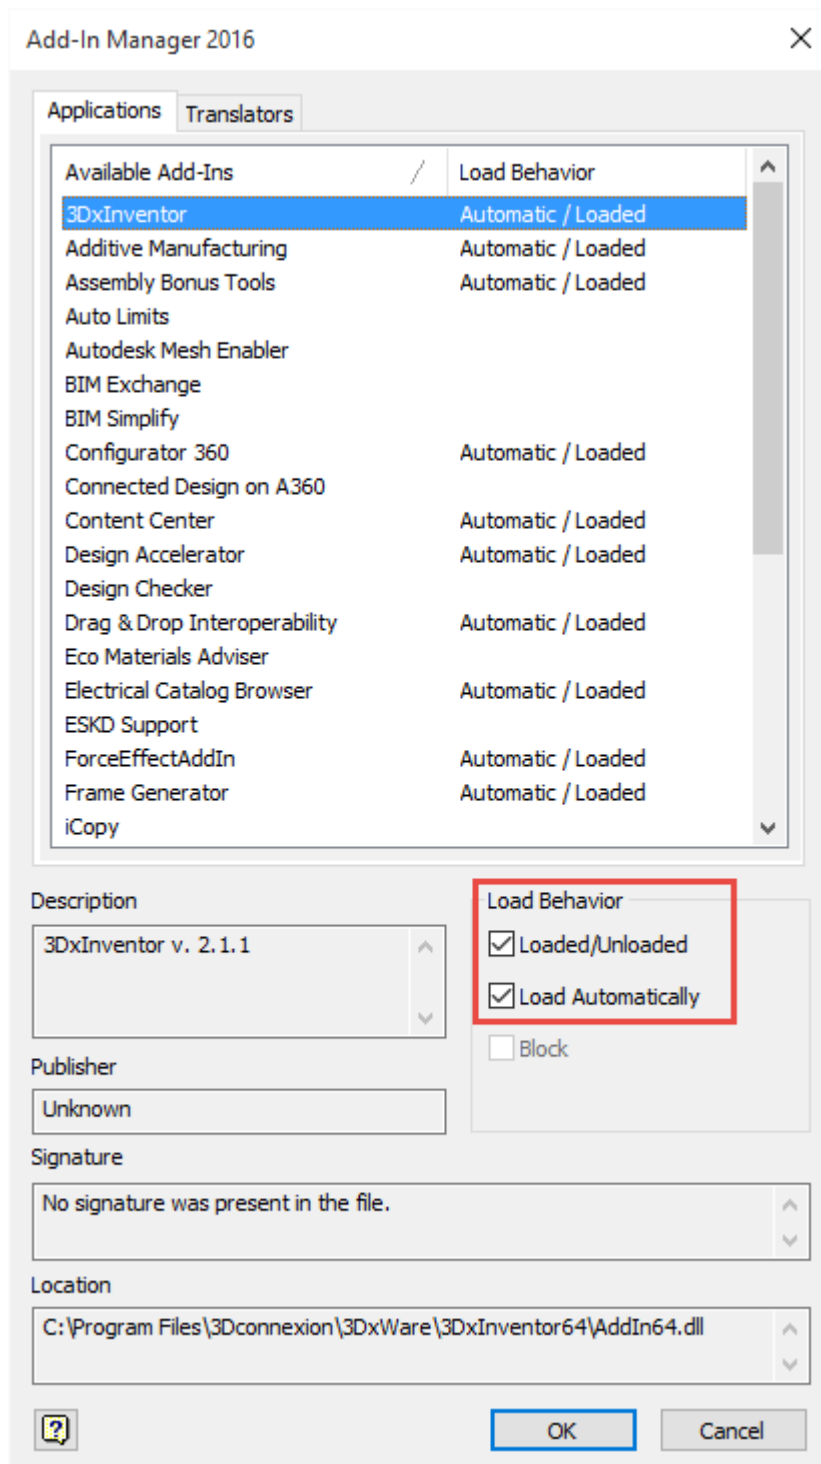 Add-In Manager 2016
Applications Translators
Available Add-Ins Load Behavior
3DxInventor Automatic / Loaded
Additive Manufacturing Automatic / Loaded
Assembly Bonus Tools Automatic / Loaded
Auto Limits
Autodesk Mesh Enabler
BIM Exchange
BIM Simplify
Configurator 360 Automatic / Loaded
Connected Design on A360
Content Center Automatic / Loaded
Design Accelerator Automatic / Loaded
Design Checker
Drag & Drop Interoperability Automatic / Loaded
Eco Materials Adviser
Electrical Catalog Browser Automatic / Loaded
ESKD Support
ForceEffectAddIn Automatic / Loaded
Frame Generator Automatic / Loaded
iCopy
Description
3DxInventor v. 2.1.1
Load Behavior
Loaded/Unloaded
Load Automatically
Block
Publisher
Unknown
Signature
No signature was present in the file.
Location
C:\Program Files\3Dconnexion\3DxWare\3DxInventor64\AddIn64.dll
? OK Cancel